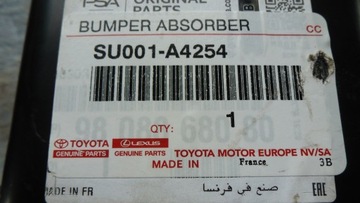 PSA ORIGINAL
PARTS
BUMPER ABSORBER
CC
SU001-A4254
QTY: 1
TOYOTA
GENUINE PARTS
LEXUS
GENUINE PARTS
TOYOTA MOTOR EUROPE NV/SA
MADE IN France 3B
MADE IN FR
صنع في فرنسا
EAC